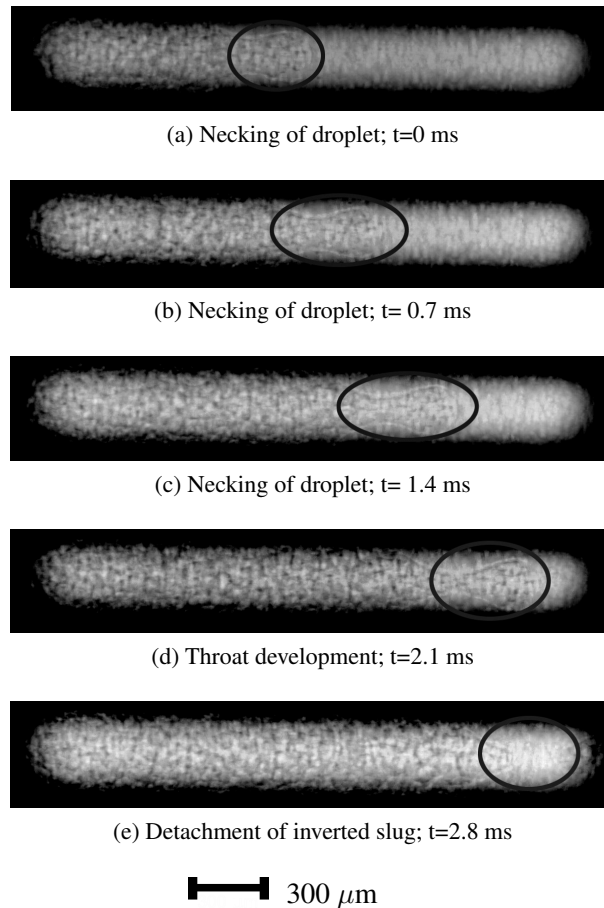 (a) Necking of droplet; t=0 ms
(b) Necking of droplet; t= 0.7 ms
(c) Necking of droplet; t= 1.4 ms
(d) Throat development; t=2.1 ms
(e) Detachment of inverted slug; t=2.8 ms
300 μm